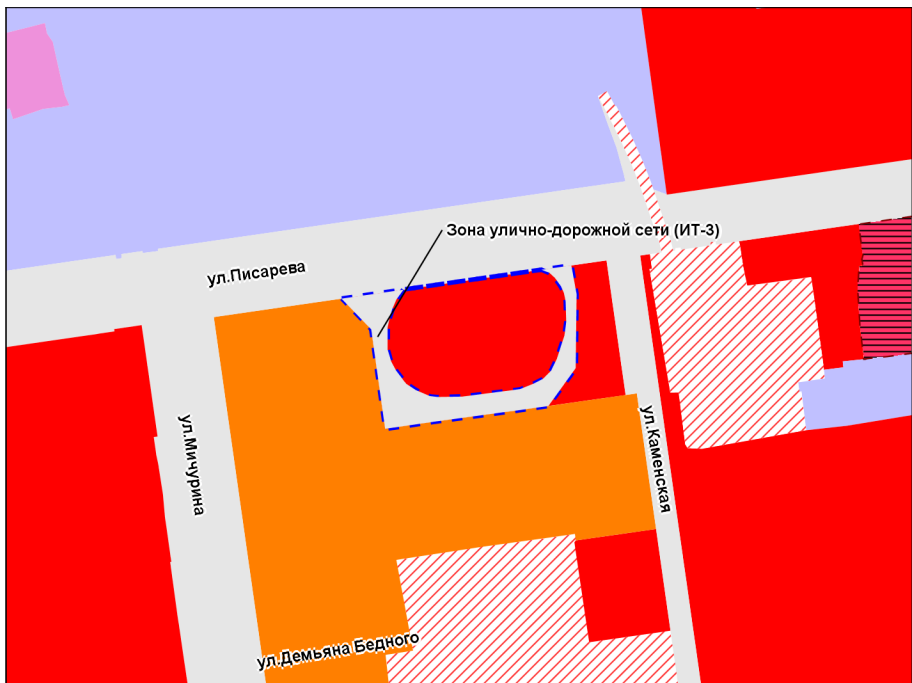 Зона улично-дорожной сети (ИТ-3)
ул.Писарева
ул.Мичурина
ул.Каменская
ул.Демьяна Бедного